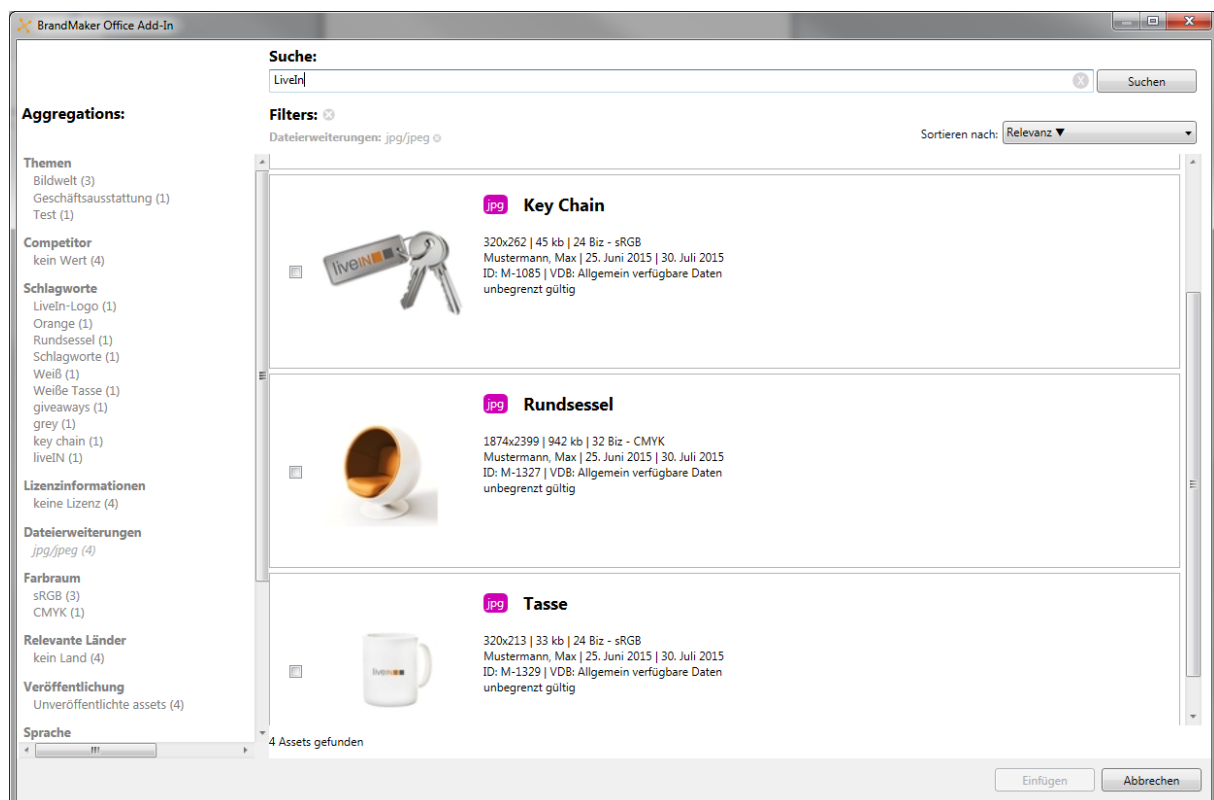 BrandMaker Office Add-In
Suche:
LiveIn
Suchen
Aggregations:
Filters:
Dateierweiterungen: jpg/jpeg
Sortieren nach: Relevanz ▼
Themen
Bildwelt (3)
Geschäftsausstattung (1)
Test (1)
Competitor
kein Wert (4)
Schlagworte
LiveIn-Logo (1)
Orange (1)
Rundsessel (1)
Schlagworte (1)
Weiß (1)
Weiße Tasse (1)
giveaways (1)
grey (1)
key chain (1)
liveIN (1)
Lizenzinformationen
keine Lizenz (4)
Dateierweiterungen
jpg/jpeg (4)
Farbraum
sRGB (3)
CMYK (1)
Relevante Länder
kein Land (4)
Veröffentlichung
Unveröffentlichte assets (4)
Sprache
liveIN
jpg Key Chain
320x262 | 45 kb | 24 Biz - sRGB
Mustermann, Max | 25. Juni 2015 | 30. Juli 2015
ID: M-1085 | VDB: Allgemein verfügbare Daten
unbegrenzt gültig
jpg Rundsessel
1874x2399 | 942 kb | 32 Biz - CMYK
Mustermann, Max | 25. Juni 2015 | 30. Juli 2015
ID: M-1327 | VDB: Allgemein verfügbare Daten
unbegrenzt gültig
liveIN
jpg Tasse
320x213 | 33 kb | 24 Biz - sRGB
Mustermann, Max | 25. Juni 2015 | 30. Juli 2015
ID: M-1329 | VDB: Allgemein verfügbare Daten
unbegrenzt gültig
4 Assets gefunden
Einfügen
Abbrechen